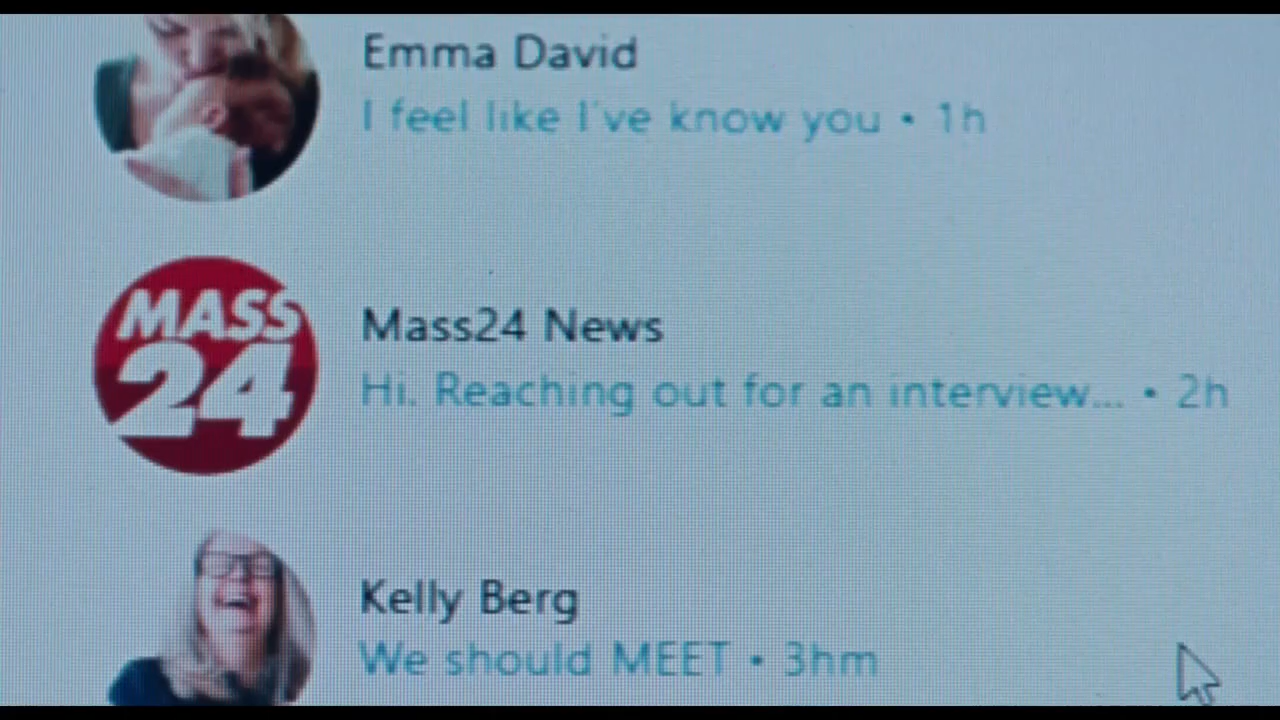 Emma David
I feel like I've know you • 1h
MASS
24
Mass24 News
Hi. Reaching out for an interview... • 2h
Kelly Berg
We should MEET • 3hm